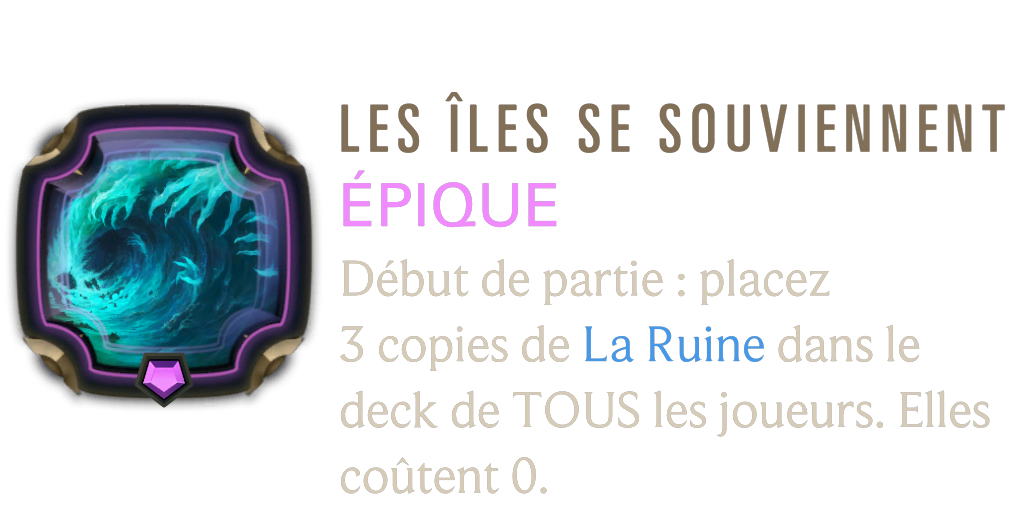 LES ÎLES SE SOUVIENNENT
ÉPIQUE
Début de partie : placez
3 copies de La Ruine dans le
deck de TOUS les joueurs. Elles
coûtent 0.